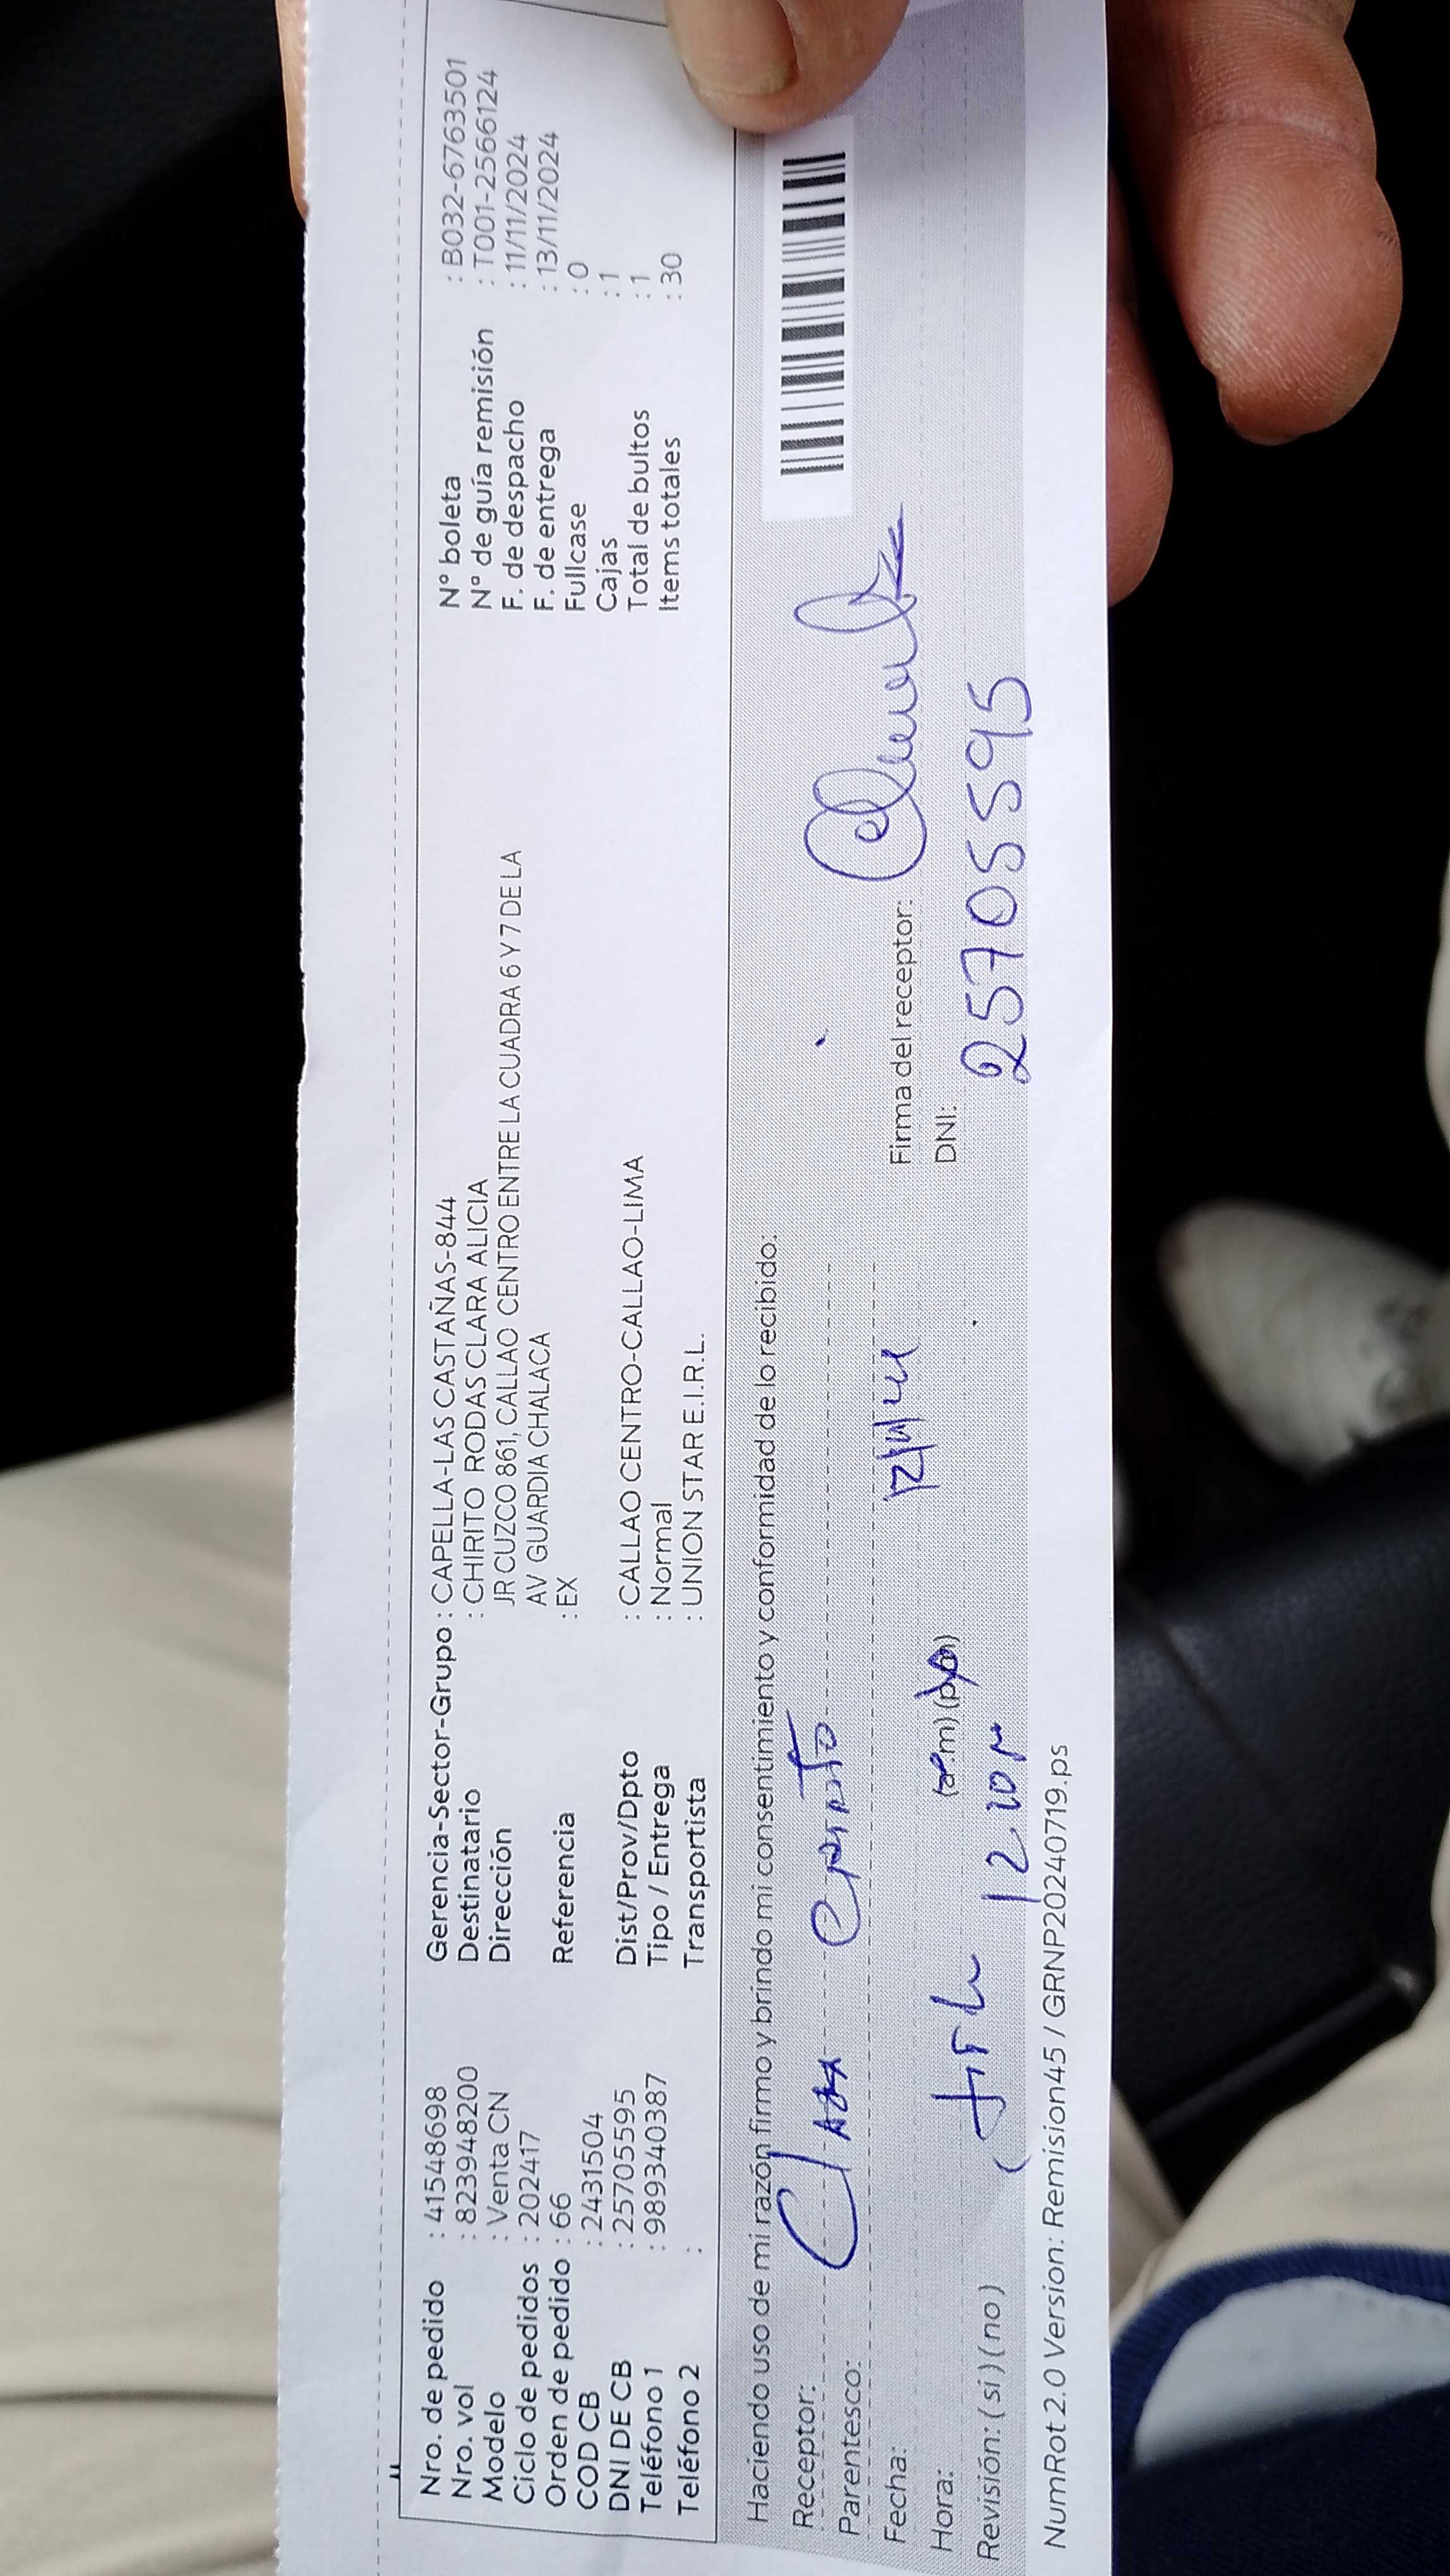 Nro. de pedido : 41548698
Nro. vol : 823948200
Modelo : Venta CN
Ciclo de pedidos : 202417
Orden de pedido : 66
COD CB : 2431504
DNI DE CB : 25705595
Teléfono 1 : 989340387
Teléfono 2 :
Gerencia-Sector-Grupo : CAPELLA-LAS CASTAÑAS-844
Destinatario : CHIRITO RODAS CLARA ALICIA
Dirección JR CUZCO 861, CALLAO CENTRO ENTRE LA CUADRA 6 Y 7 DE LA
AV GUARDIA CHALACA
Referencia : EX
Dist/Prov/Dpto : CALLAO CENTRO-CALLAO-LIMA
Tipo / Entrega : Normal
Transportista : UNION STAR E.I.R.L.
N° boleta : B032-6763501
N° de guía remisión : T001-2566124
F. de despacho : 11/11/2024
F. de entrega : 13/11/2024
Fullcase : 0
Cajas : 1
Total de bultos : 1
Items totales : 30
Haciendo uso de mi razón firmo y brindo mi consentimiento y conformidad de lo recibido:
Receptor: Clara
Parentesco:
Fecha:
Hora: (a.m) (p.m)
Revisión: ( si ) ( no )
Firma del receptor:
DNI: 25705595
NumRot 2.0 Version: Remision45 / GRNP20240719.ps